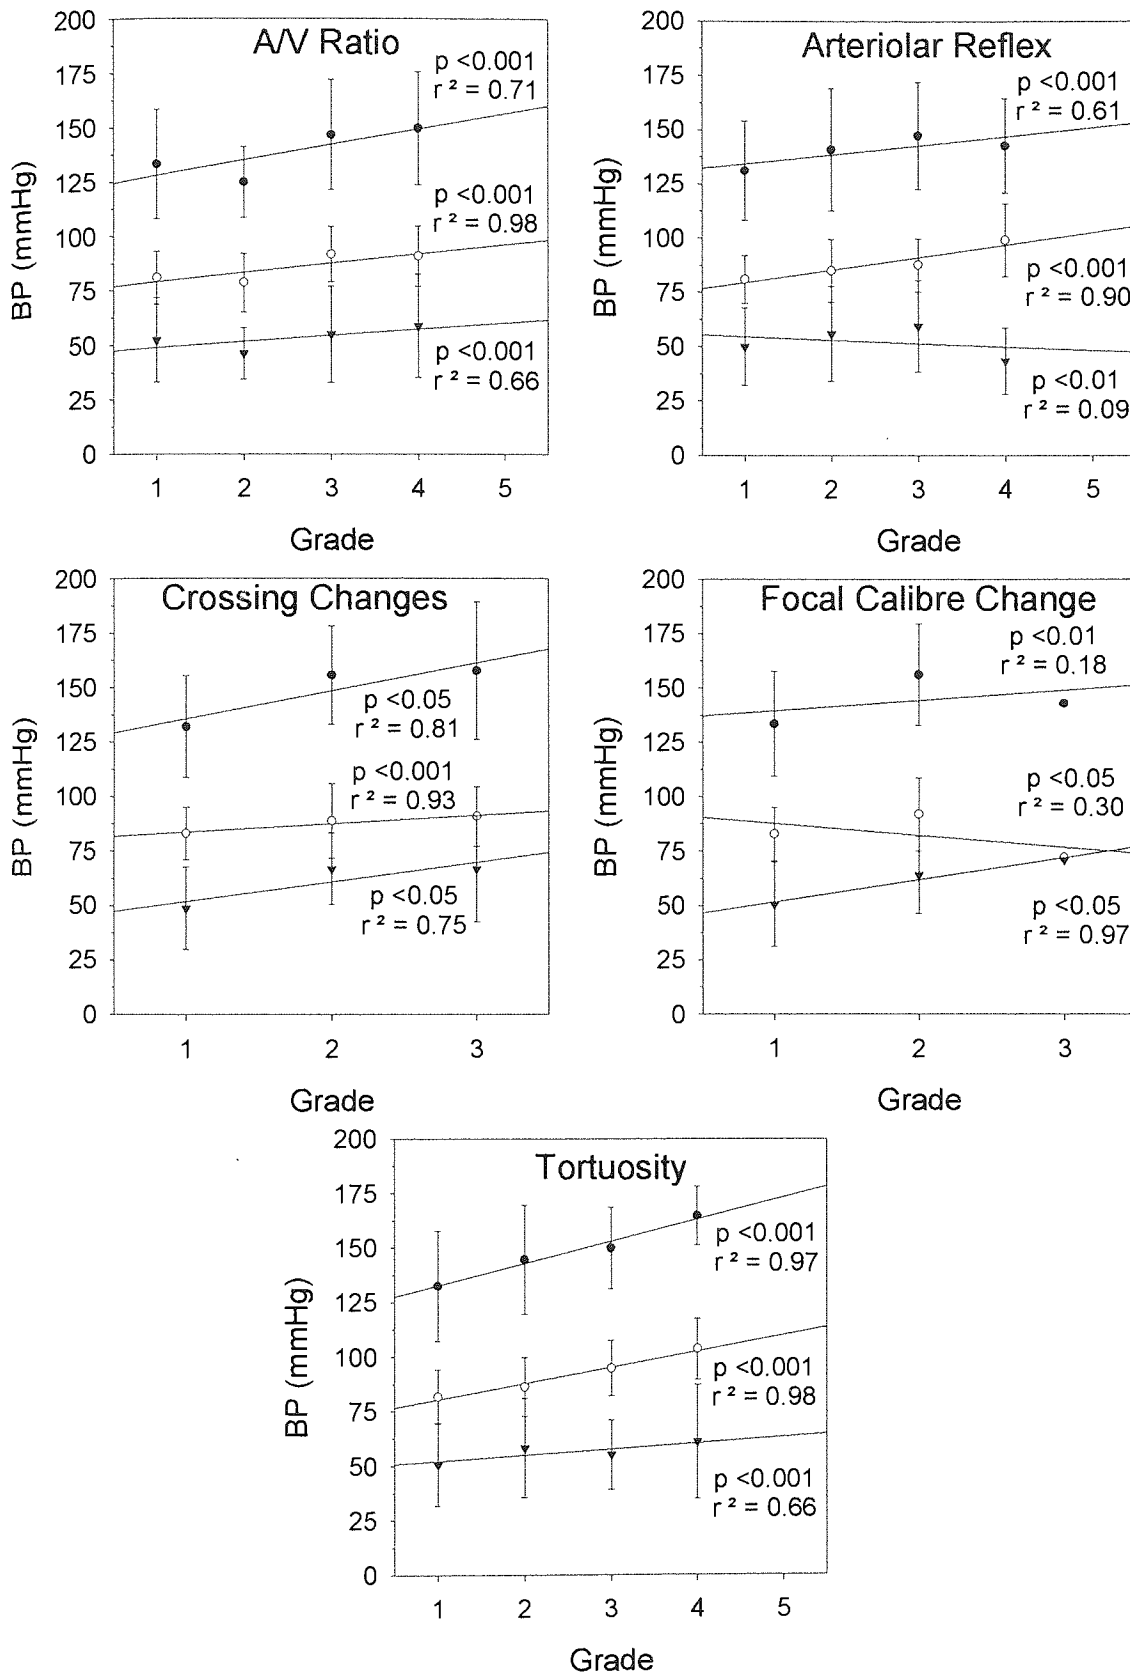 A/V Ratio
200
175
150
125
100
75
50
25
0
BP (mmHg)
p <0.001
r ² = 0.71
p <0.001
r ² = 0.98
p <0.001
r ² = 0.66
1 2 3 4 5
Grade
Arteriolar Reflex
200
175
150
125
100
75
50
25
0
BP (mmHg)
p <0.001
r ² = 0.61
p <0.001
r ² = 0.90
p <0.01
r ² = 0.09
1 2 3 4 5
Grade
Crossing Changes
200
175
150
125
100
75
50
25
0
BP (mmHg)
p <0.05
r ² = 0.81
p <0.001
r ² = 0.93
p <0.05
r ² = 0.75
1 2 3
Grade
Focal Calibre Change
200
175
150
125
100
75
50
25
0
BP (mmHg)
p <0.01
r ² = 0.18
p <0.05
r ² = 0.30
p <0.05
r ² = 0.97
1 2 3
Grade
Tortuosity
200
175
150
125
100
75
50
25
0
BP (mmHg)
p <0.001
r ² = 0.97
p <0.001
r ² = 0.98
p <0.001
r ² = 0.66
1 2 3 4 5
Grade